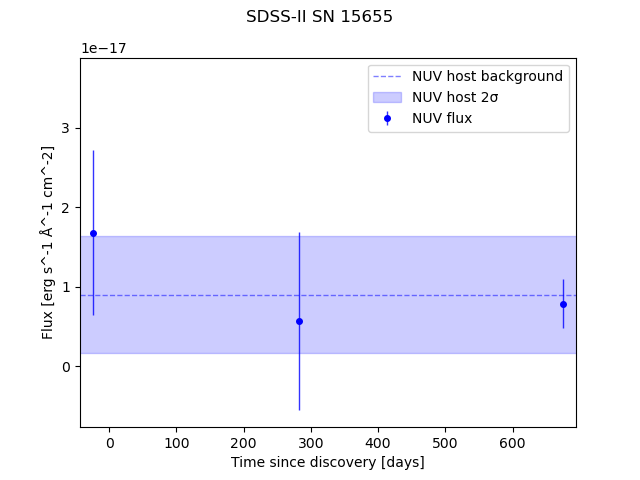 SDSS-II SN 15655
1e−17
NUV host background
NUV host 2σ
NUV flux
3
2
1
0
Flux [erg s^-1 Å^-1 cm^-2]
0 100 200 300 400 500 600
Time since discovery [days]